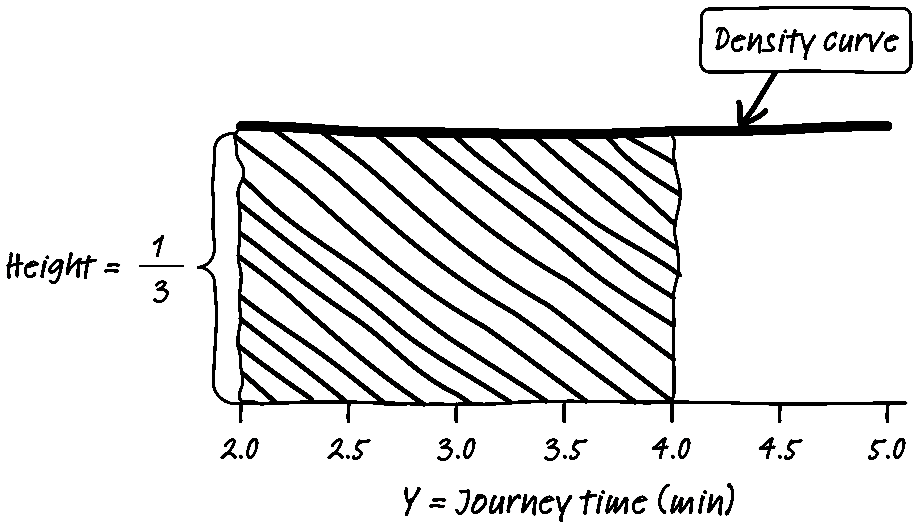 Density curve
Height = 1/3
2.0 2.5 3.0 3.5 4.0 4.5 5.0
Y = Journey time (min)